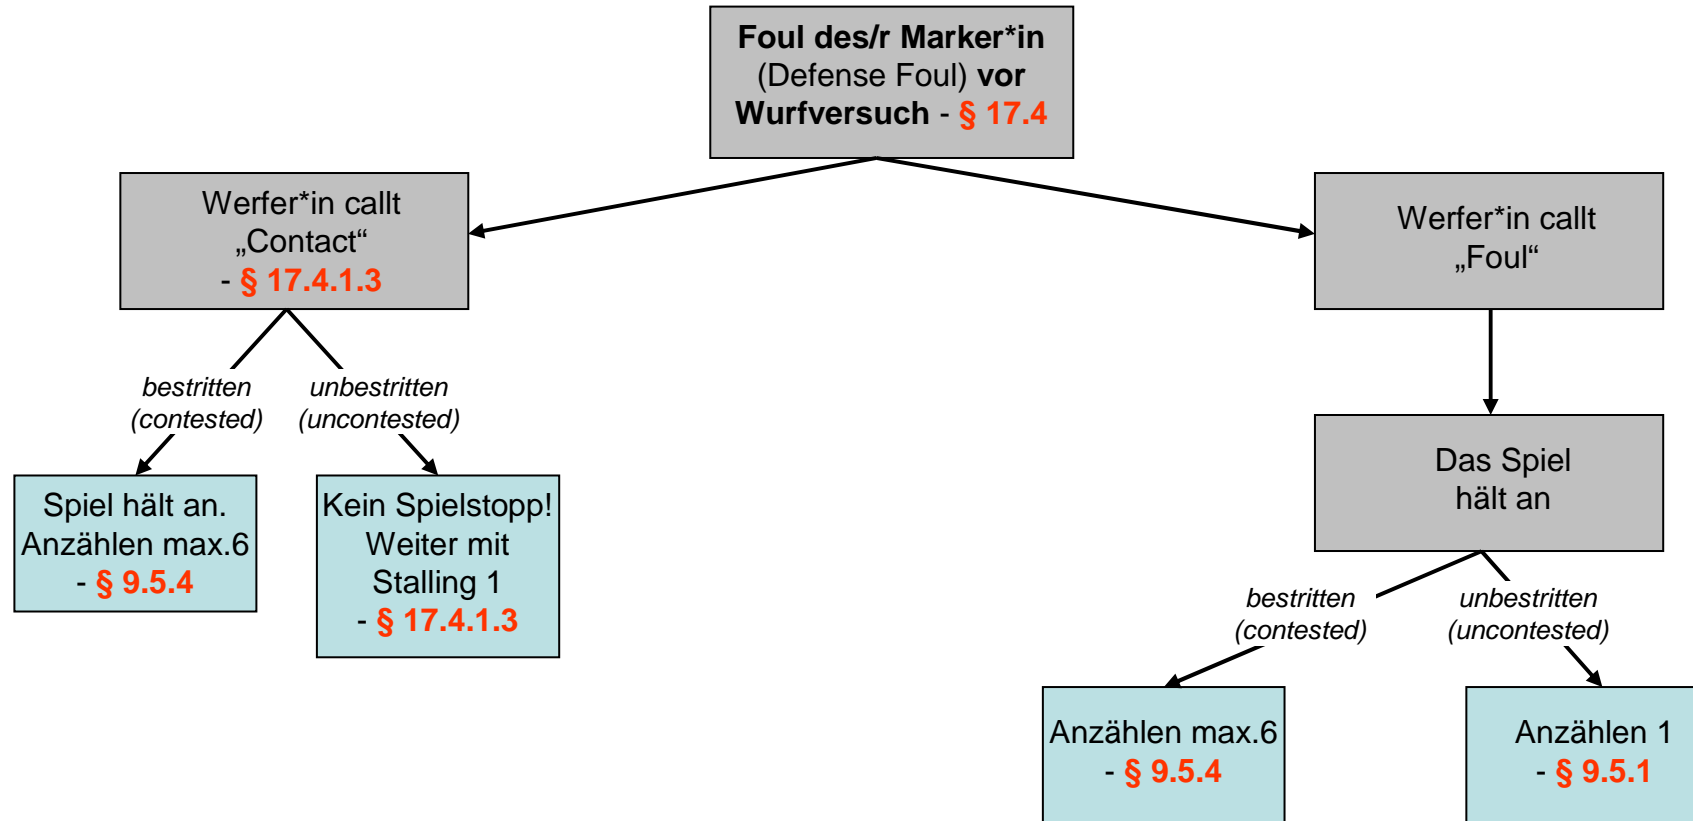 Foul des/r Marker*in
(Defense Foul) vor
Wurfversuch - § 17.4
Werfer*in callt
„Contact“
- § 17.4.1.3
Werfer*in callt
„Foul“
bestritten
(contested)
unbestritten
(uncontested)
Das Spiel
hält an
Spiel hält an.
Anzählen max.6
- § 9.5.4
Kein Spielstopp!
Weiter mit
Stalling 1
- § 17.4.1.3
bestritten
(contested)
unbestritten
(uncontested)
Anzählen max.6
- § 9.5.4
Anzählen 1
- § 9.5.1